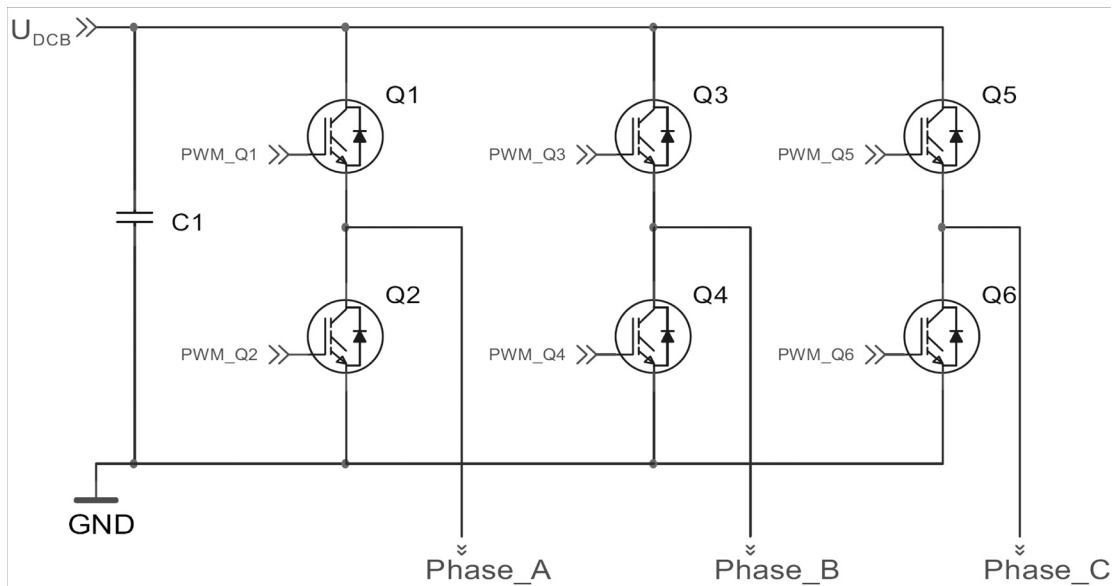 U_DCB
Q1
Q3
Q5
PWM_Q1
PWM_Q3
PWM_Q5
C1
Q2
Q4
Q6
PWM_Q2
PWM_Q4
PWM_Q6
GND
Phase_A
Phase_B
Phase_C